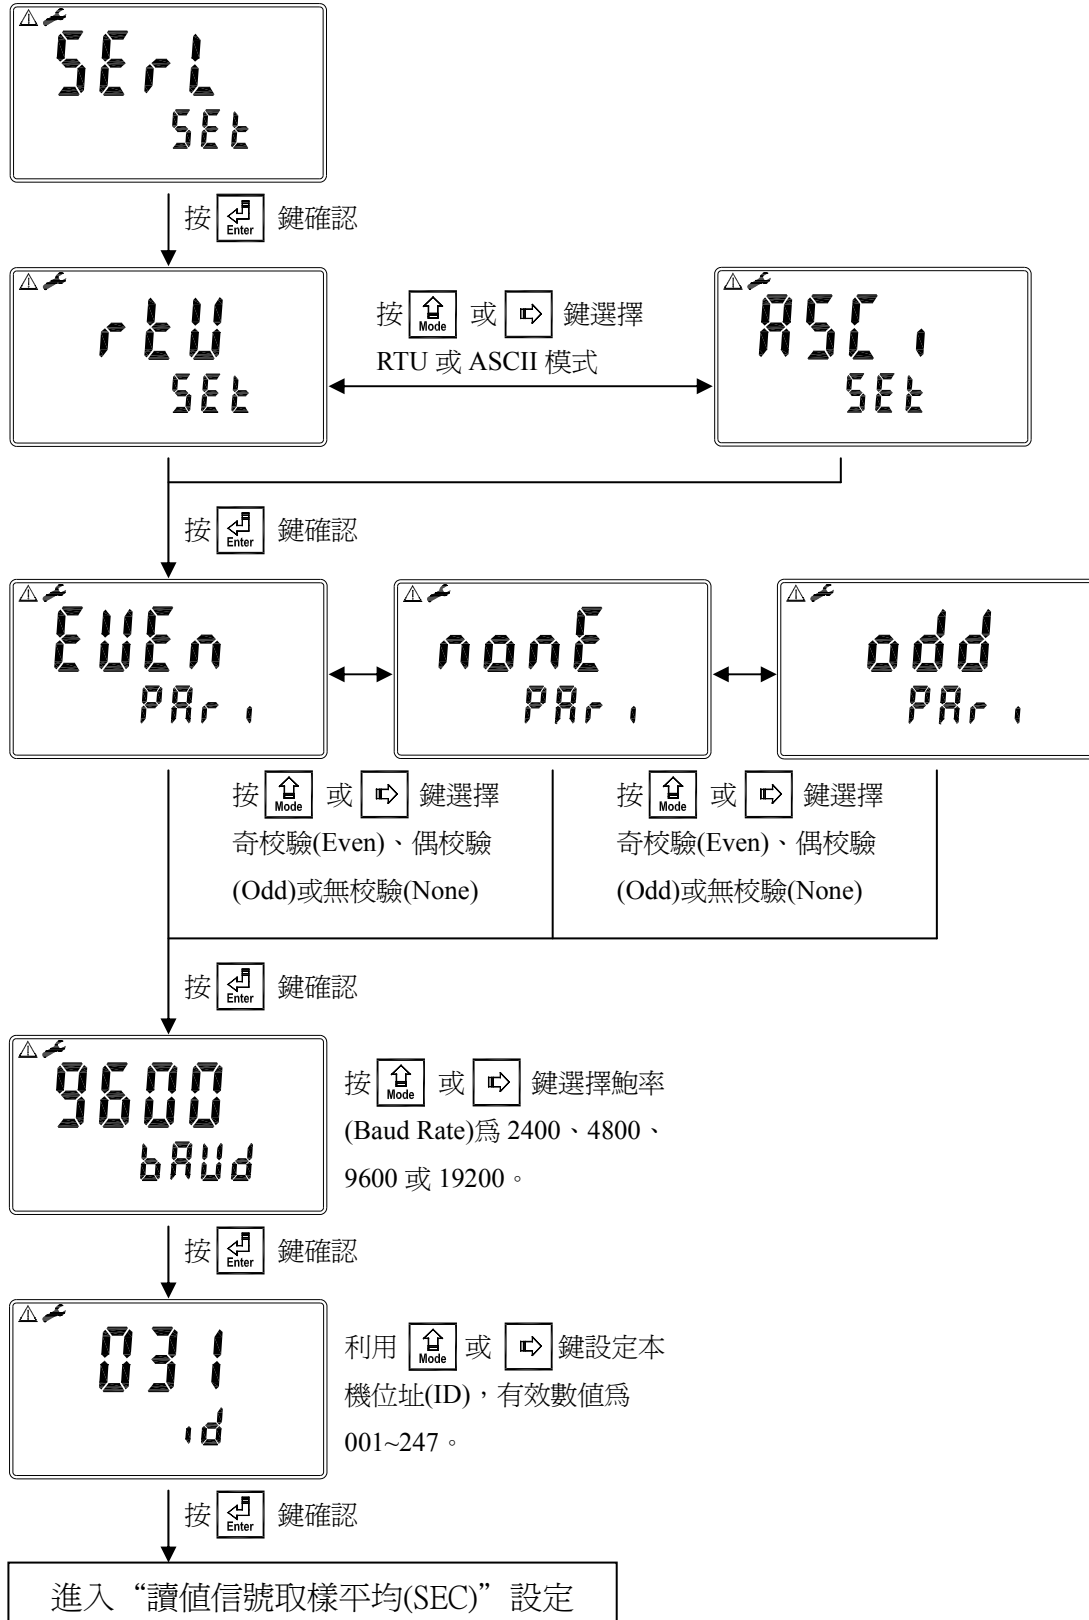 SErL
SEt
按 Enter 鍵確認
rtU
SEt
按 Mode 或 鍵選擇
RTU 或 ASCII 模式
ASCi
SEt
按 Enter 鍵確認
EUEn
PAri
nonE
PAri
odd
PAri
按 Mode 或 鍵選擇
奇校驗(Even)、偶校驗
(Odd)或無校驗(None)
按 Mode 或 鍵選擇
奇校驗(Even)、偶校驗
(Odd)或無校驗(None)
按 Enter 鍵確認
9600
bAUd
按 Mode 或 鍵選擇鮑率
(Baud Rate)為 2400、4800、
9600 或 19200。
按 Enter 鍵確認
031
id
利用 Mode 或 鍵設定本
機位址(ID)，有效數值為
001~247。
按 Enter 鍵確認
進入“讀值信號取樣平均(SEC)”設定